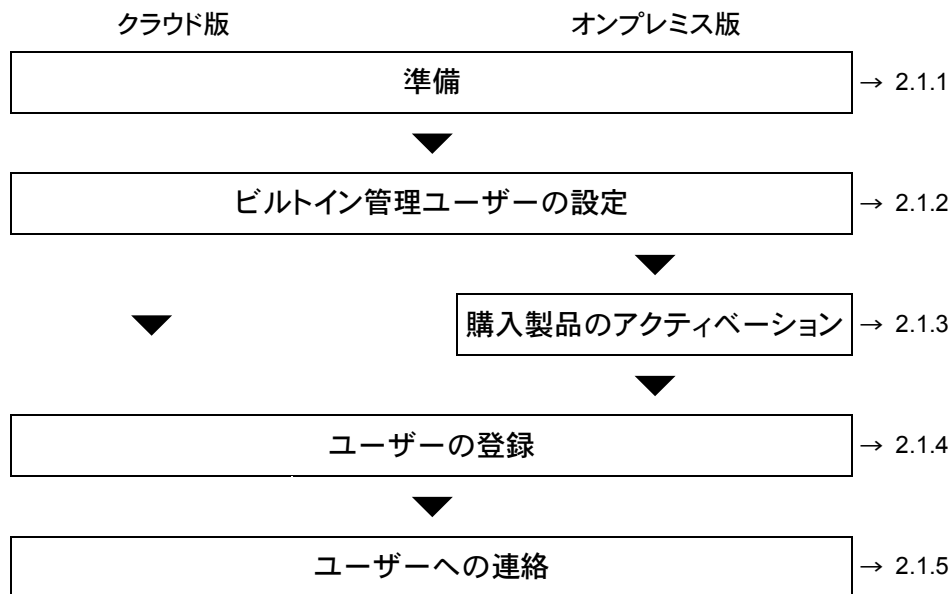 クラウド版 オンプレミス版
準備 → 2.1.1
ビルトイン管理ユーザーの設定 → 2.1.2
購入製品のアクティベーション → 2.1.3
ユーザーの登録 → 2.1.4
ユーザーへの連絡 → 2.1.5